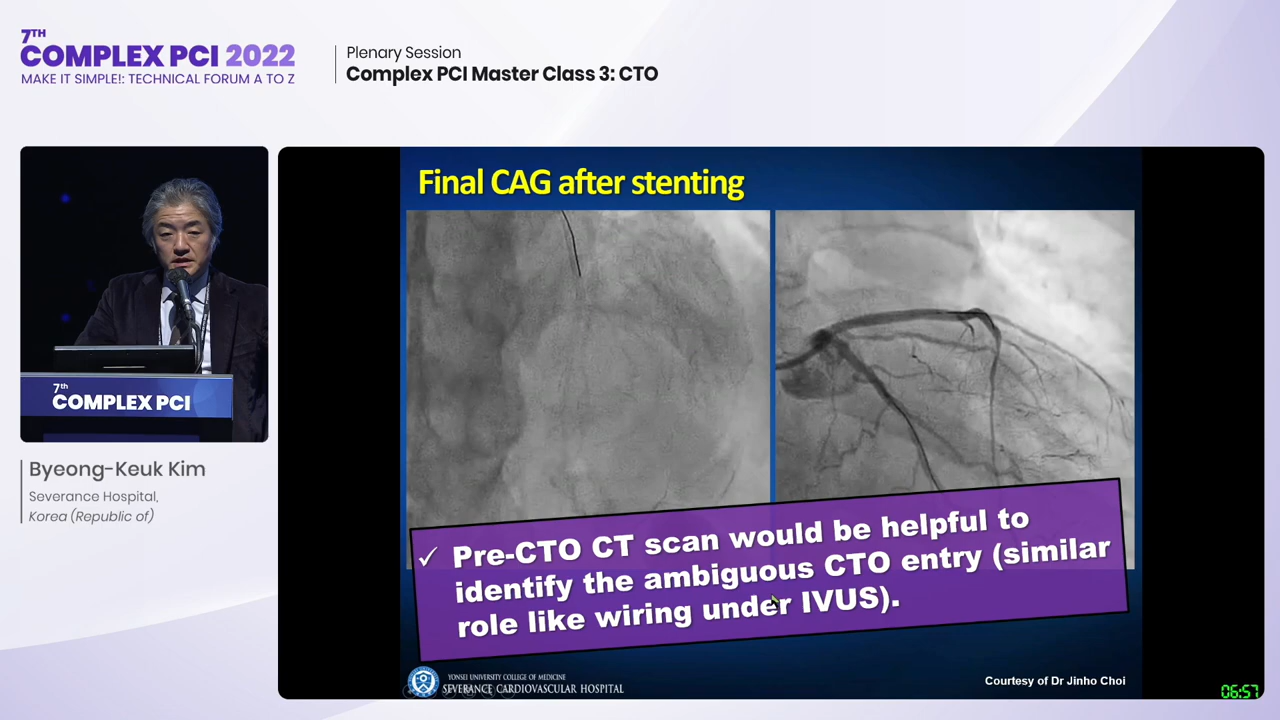 7TH
COMPLEX PCI 2022
MAKE IT SIMPLE!: TECHNICAL FORUM A TO Z
Plenary Session
Complex PCI Master Class 3: CTO
7th
COMPLEX PCI
Byeong-Keuk Kim
Severance Hospital,
Korea (Republic of)
Final CAG after stenting
✓ Pre-CTO CT scan would be helpful to
identify the ambiguous CTO entry (similar
role like wiring under IVUS).
YONSEI UNIVERSITY COLLEGE OF MEDICINE
SEVERANCE CARDIOVASCULAR HOSPITAL
Courtesy of Dr Jinho Choi
06:57